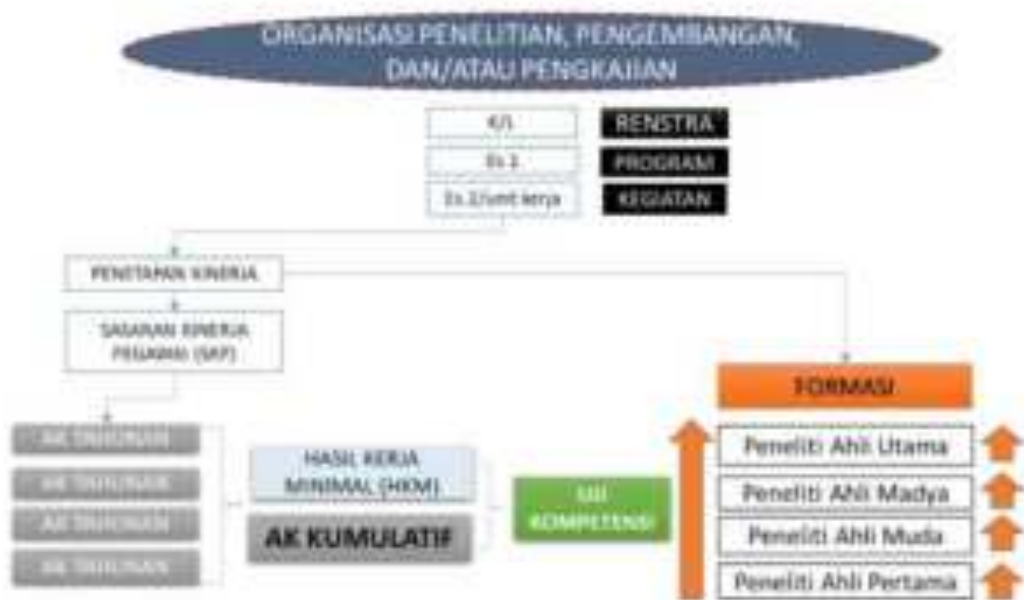 ORGANISASI PENELITIAN, PENGEMBANGAN,
DAN/ATAU PENGKAJIAN
K/L
RENSTRA
Es 1
PROGRAM
Es 2/unit kerja
KEGIATAN
PENETAPAN KINERJA
SASARAN KINERJA
PEGAWAI (SKP)
FORMASI
AK TAHUNAN
AK TAHUNAN
AK TAHUNAN
AK TAHUNAN
HASIL KERJA
MINIMAL (HKM)
AK KUMULATIF
UJI
KOMPETENSI
Peneliti Ahli Utama
Peneliti Ahli Madya
Peneliti Ahli Muda
Peneliti Ahli Pertama